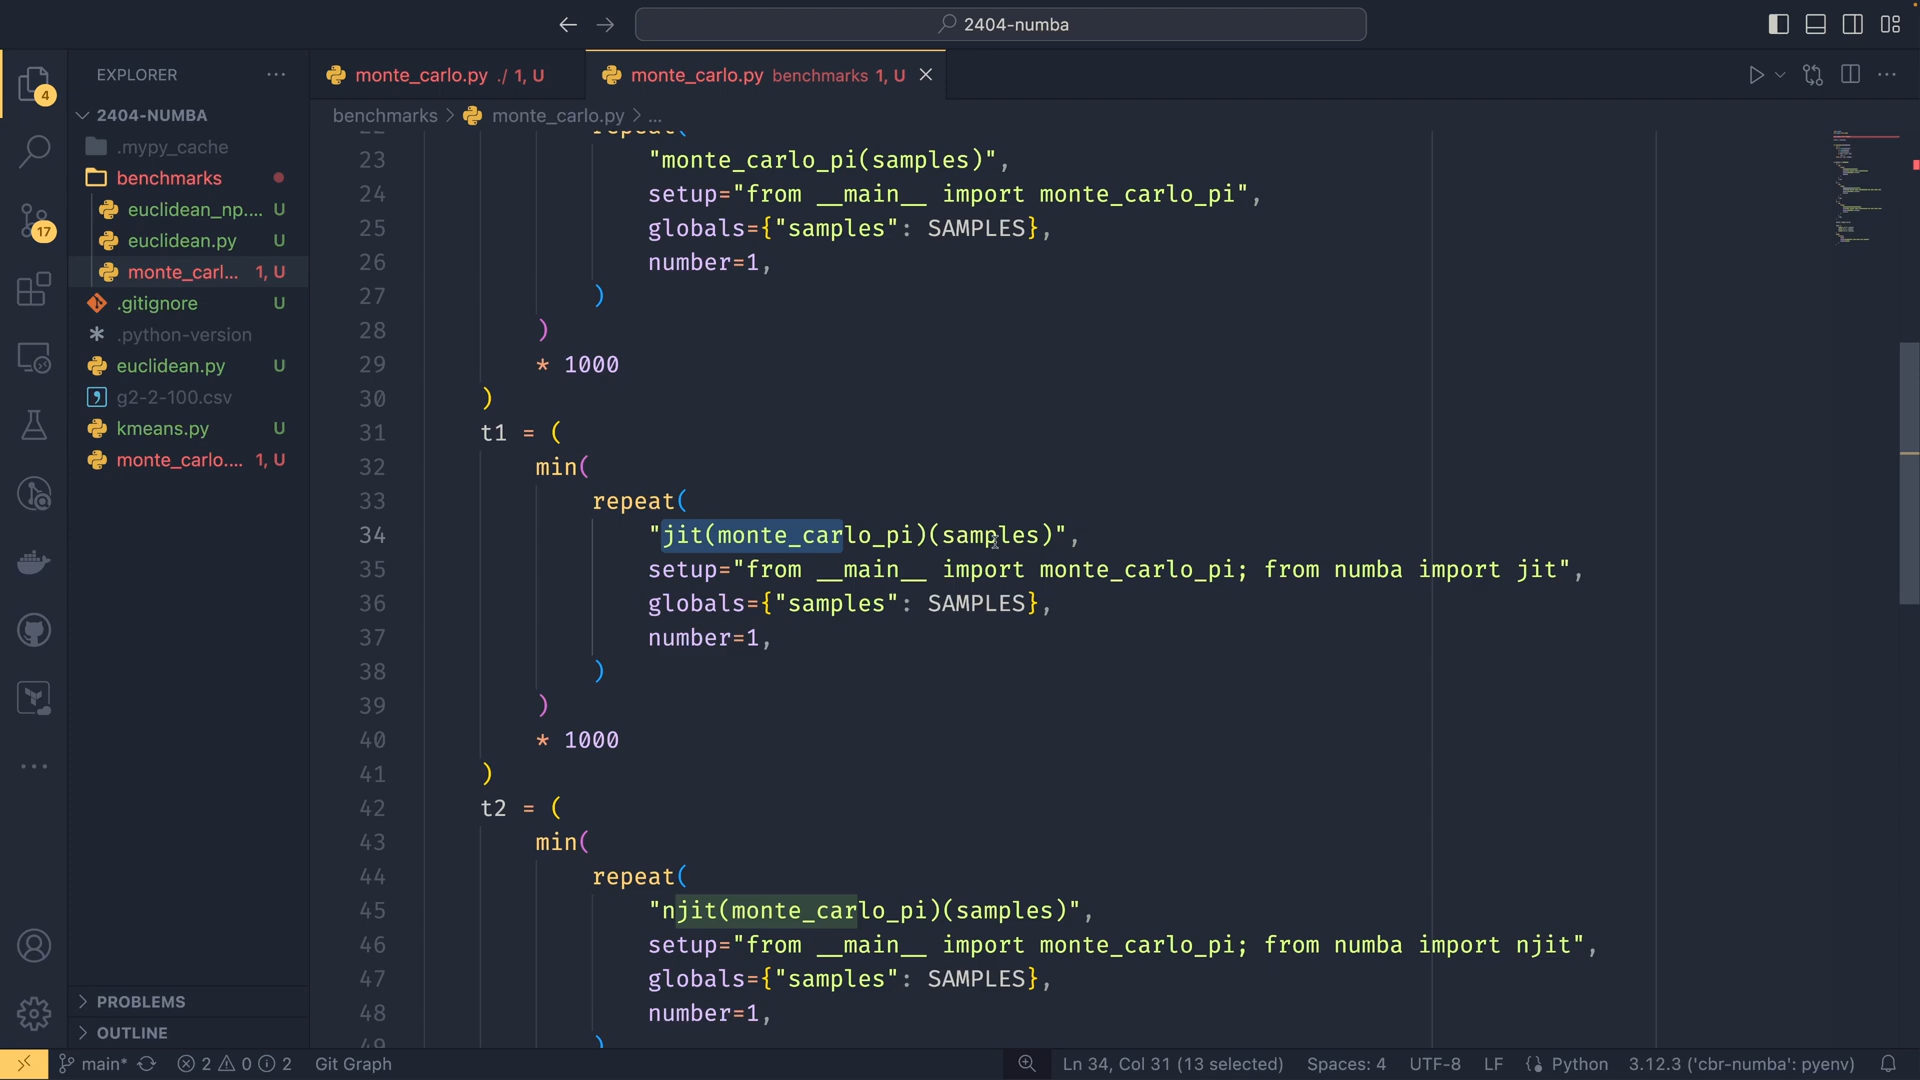 2404-numba
EXPLORER
monte_carlo.py ./ 1, U
monte_carlo.py benchmarks 1, U
4
2404-NUMBA
benchmarks > monte_carlo.py > ...
.mypy_cache
benchmarks
euclidean_np.... U
euclidean.py U
monte_carl... 1, U
.gitignore U
.python-version
euclidean.py U
g2-2-100.csv
kmeans.py U
monte_carlo.... 1, U
17
22 repeat(
23 "monte_carlo_pi(samples)",
24 setup="from __main__ import monte_carlo_pi",
25 globals={"samples": SAMPLES},
26 number=1,
27 )
28 )
29 * 1000
30 )
31 t1 = (
32 min(
33 repeat(
34 "jit(monte_carlo_pi)(samples)",
35 setup="from __main__ import monte_carlo_pi; from numba import jit",
36 globals={"samples": SAMPLES},
37 number=1,
38 )
39 )
40 * 1000
41 )
42 t2 = (
43 min(
44 repeat(
45 "njit(monte_carlo_pi)(samples)",
46 setup="from __main__ import monte_carlo_pi; from numba import njit",
47 globals={"samples": SAMPLES},
48 number=1,
49 )
PROBLEMS
OUTLINE
main* 2 0 2 Git Graph Ln 34, Col 31 (13 selected) Spaces: 4 UTF-8 LF Python 3.12.3 ('cbr-numba': pyenv)